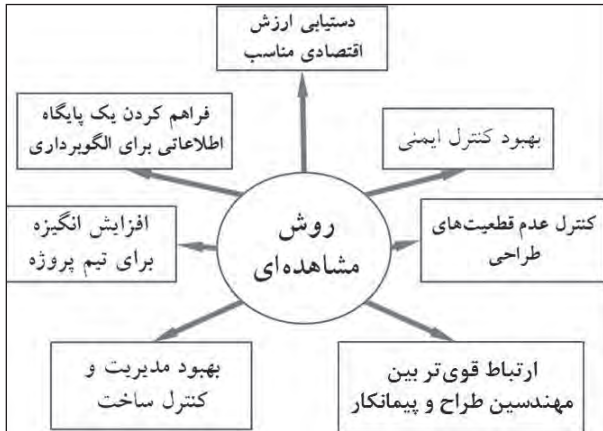 دستیابی ارزش
اقتصادی مناسب
بهبود کنترل ایمنی
فراهم کردن یک پایگاه
اطلاعاتی برای الگوبرداری
روش
مشاهده‌ای
کنترل عدم قطعیت‌های
طراحی
افزایش انگیزه
برای تیم پروژه
ارتباط قوی‌تر بین
مهندسین طراح و پیمانکار
بهبود مدیریت و
کنترل ساخت